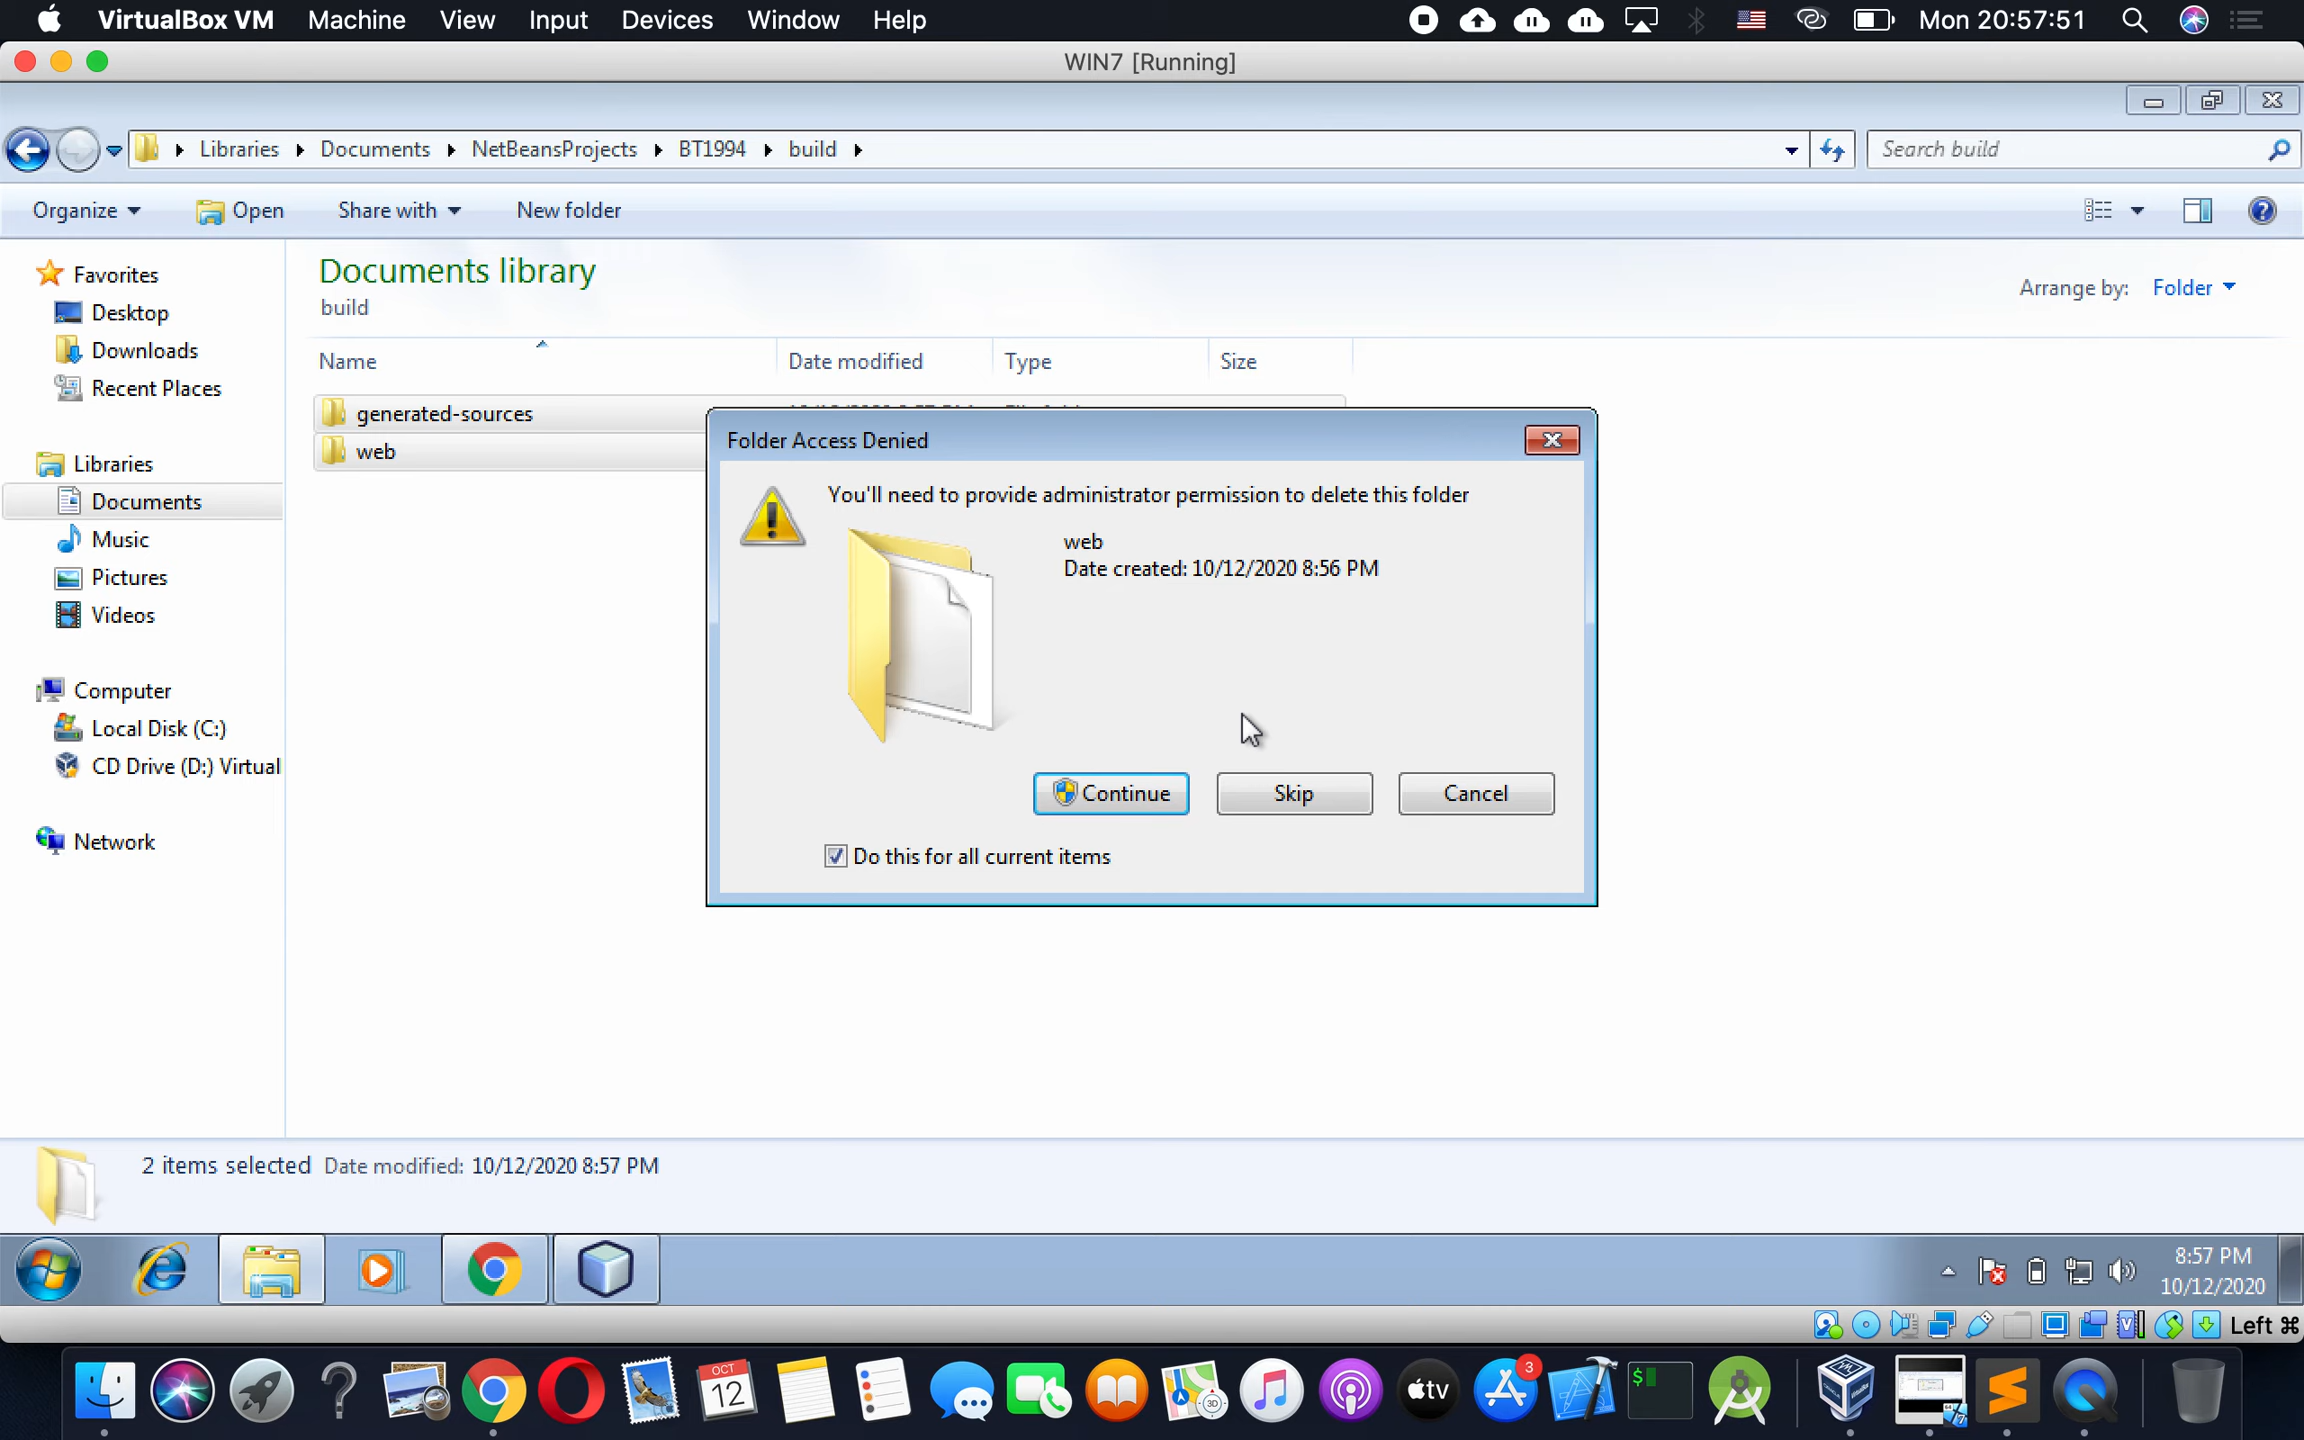 VirtualBox VM Machine View Input Devices Window Help Mon 20:57:51
WIN7 [Running]
Libraries Documents NetBeansProjects BT1994 build Search build
Organize Open Share with New folder
Favorites
Desktop
Downloads
Recent Places
Libraries
Documents
Music
Pictures
Videos
Computer
Local Disk (C:)
CD Drive (D:) Virtual
Network
Documents library
build
Arrange by: Folder
Name Date modified Type Size
generated-sources
web
Folder Access Denied
You'll need to provide administrator permission to delete this folder
web
Date created: 10/12/2020 8:56 PM
Continue Skip Cancel
Do this for all current items
2 items selected Date modified: 10/12/2020 8:57 PM
8:57 PM
10/12/2020
Left ⌘
OCT
12
3D
tv
3
$